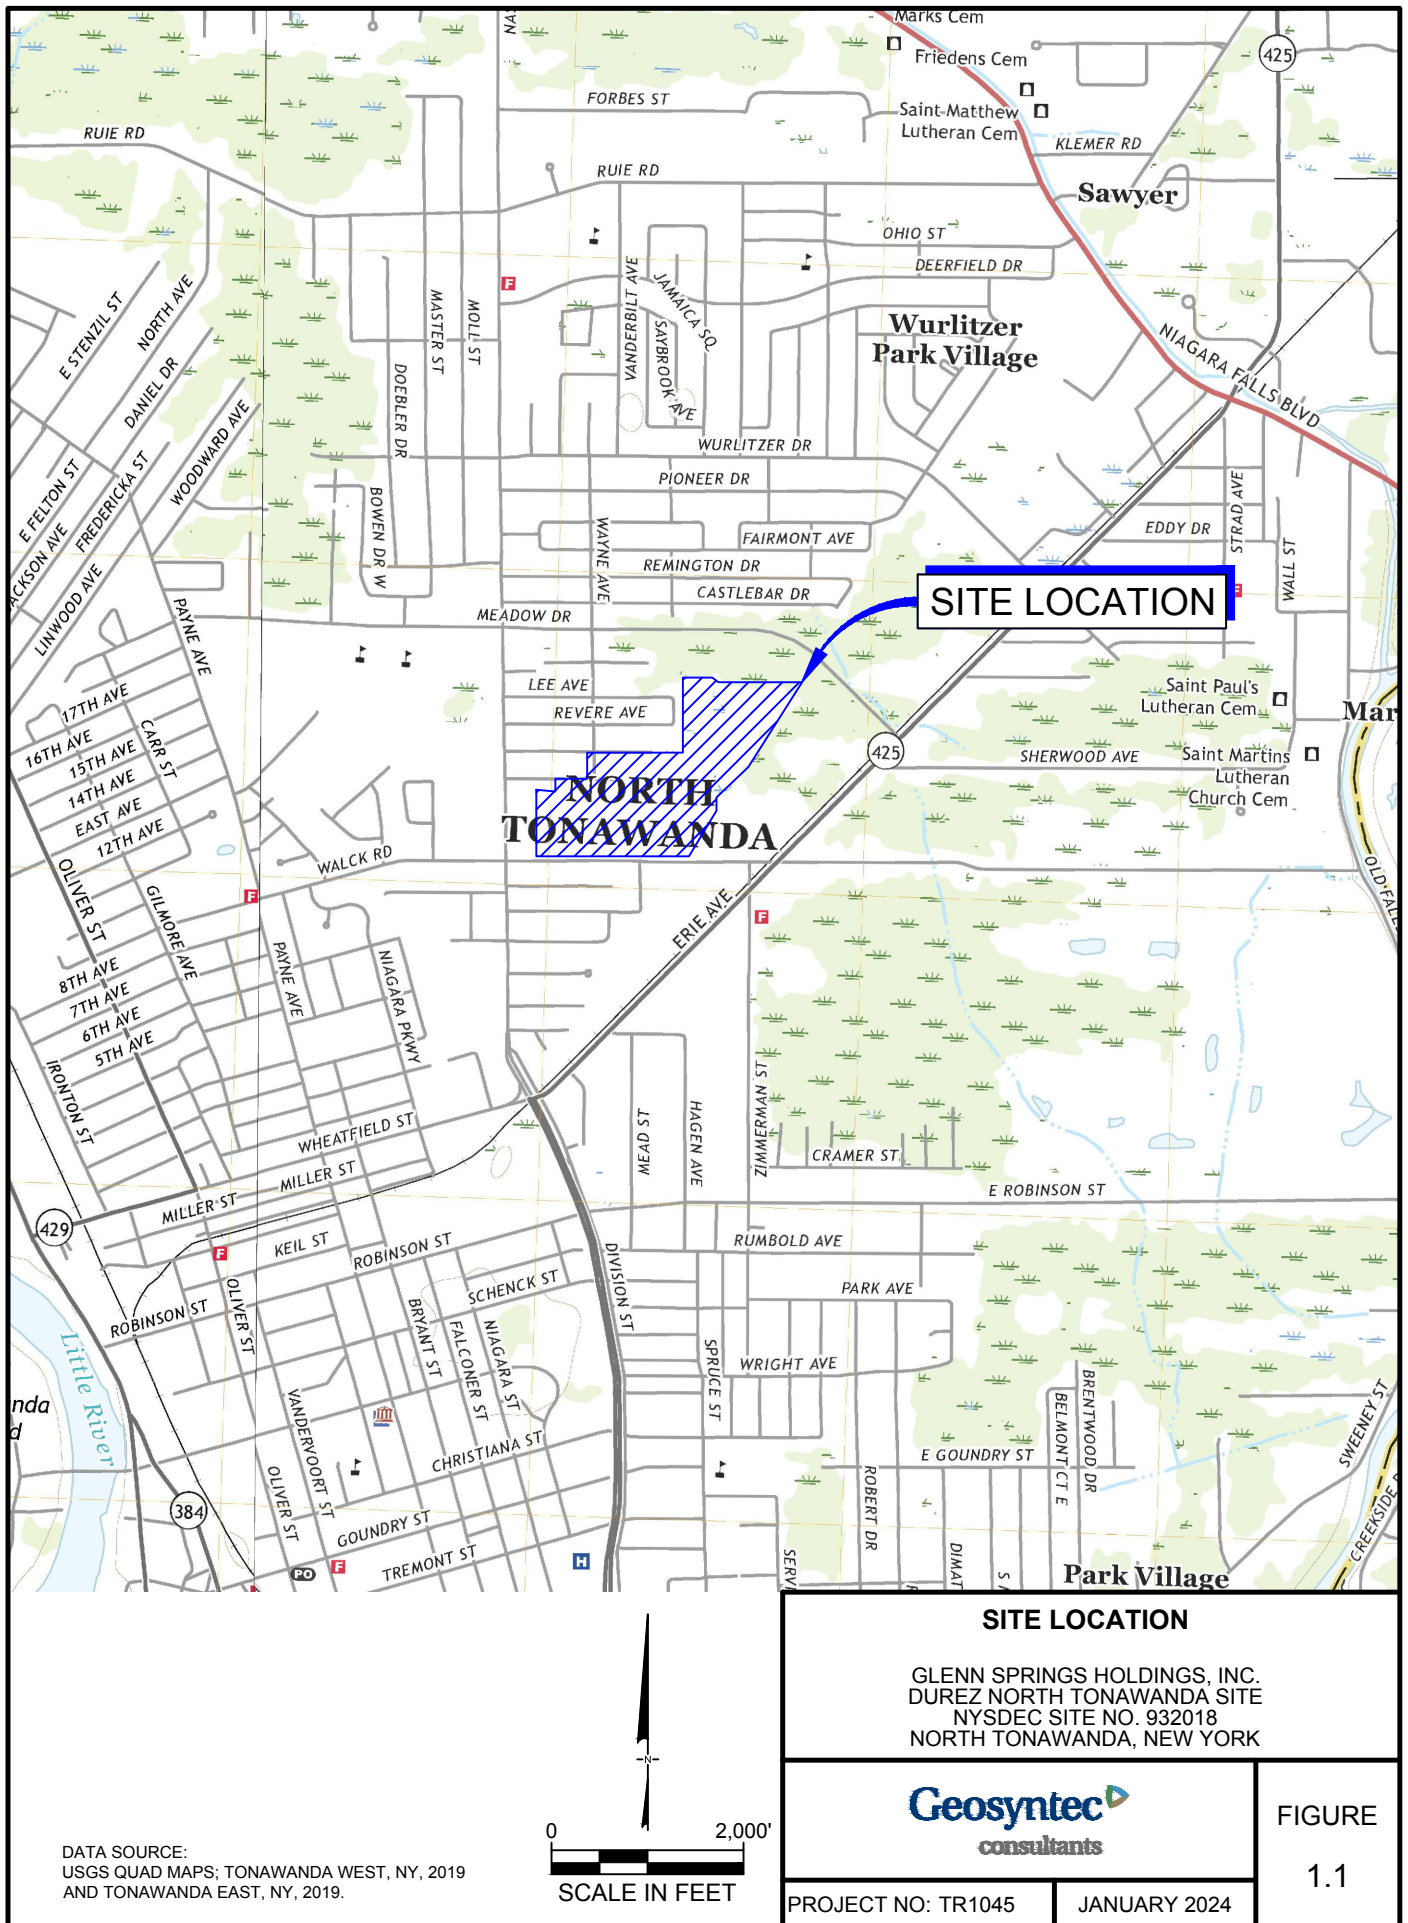 Marks Cem
Friedens Cem
425
FORBES ST
Saint Matthew
Lutheran Cem
RUIE RD
KLEMER RD
RUIE RD
Sawyer
OHIO ST
DEERFIELD DR
E STENZIL ST
NORTH AVE
MASTER ST
MOLL ST
F
VANDERBILT AVE
JAMAICA SQ
SAYBROOK AVE
Wurlitzer
Park Village
NIAGARA FALLS BLVD
DANIEL DR
DOEBLER DR
WOODWARD AVE
WURLITZER DR
E FELTON ST
FREDERICKA ST
PIONEER DR
BOWEN DR W
WAYNE AVE
FAIRMONT AVE
EDDY DR
STRAD AVE
WALL ST
ACKSON AVE
LINWOOD AVE
REMINGTON DR
CASTLEBAR DR
SITE LOCATION
F
PAYNE AVE
MEADOW DR
LEE AVE
REVERE AVE
Saint Paul's
Lutheran Cem
Mar
17TH AVE
16TH AVE
15TH AVE
14TH AVE
EAST AVE
12TH AVE
CARR ST
425
SHERWOOD AVE
Saint Martins
Lutheran
Church Cem
NORTH
TONAWANDA
OLIVER ST
WALCK RD
OLD FAL
GILMORE AVE
F
ERIE AVE
F
8TH AVE
7TH AVE
6TH AVE
5TH AVE
PAYNE AVE
NIAGARA PKWY
IRONTON ST
ZIMMERMAN ST
MEAD ST
HAGEN AVE
WHEATFIELD ST
MILLER ST
MILLER ST
CRAMER ST
E ROBINSON ST
429
F
KEIL ST
ROBINSON ST
RUMBOLD AVE
DIVISION ST
SCHENCK ST
PARK AVE
OLIVER ST
ROBINSON ST
BRYANT ST
FALCONER ST
NIAGARA ST
SPRUCE ST
WRIGHT AVE
Little River
nda
d
VANDERVOORT ST
BELMONT CT E
BRENTWOOD DR
SWEENEY ST
CHRISTIANA ST
E GOUNDRY ST
OLIVER ST
ROBERT DR
384
GOUNDRY ST
CREEKSIDE
PO
F
TREMONT ST
H
SERVI
DIMAT
Park Village
SITE LOCATION
GLENN SPRINGS HOLDINGS, INC.
DUREZ NORTH TONAWANDA SITE
NYSDEC SITE NO. 932018
NORTH TONAWANDA, NEW YORK
N
Geosyntec
consultants
FIGURE
1.1
0 2,000'
SCALE IN FEET
DATA SOURCE:
USGS QUAD MAPS; TONAWANDA WEST, NY, 2019
AND TONAWANDA EAST, NY, 2019.
PROJECT NO: TR1045
JANUARY 2024